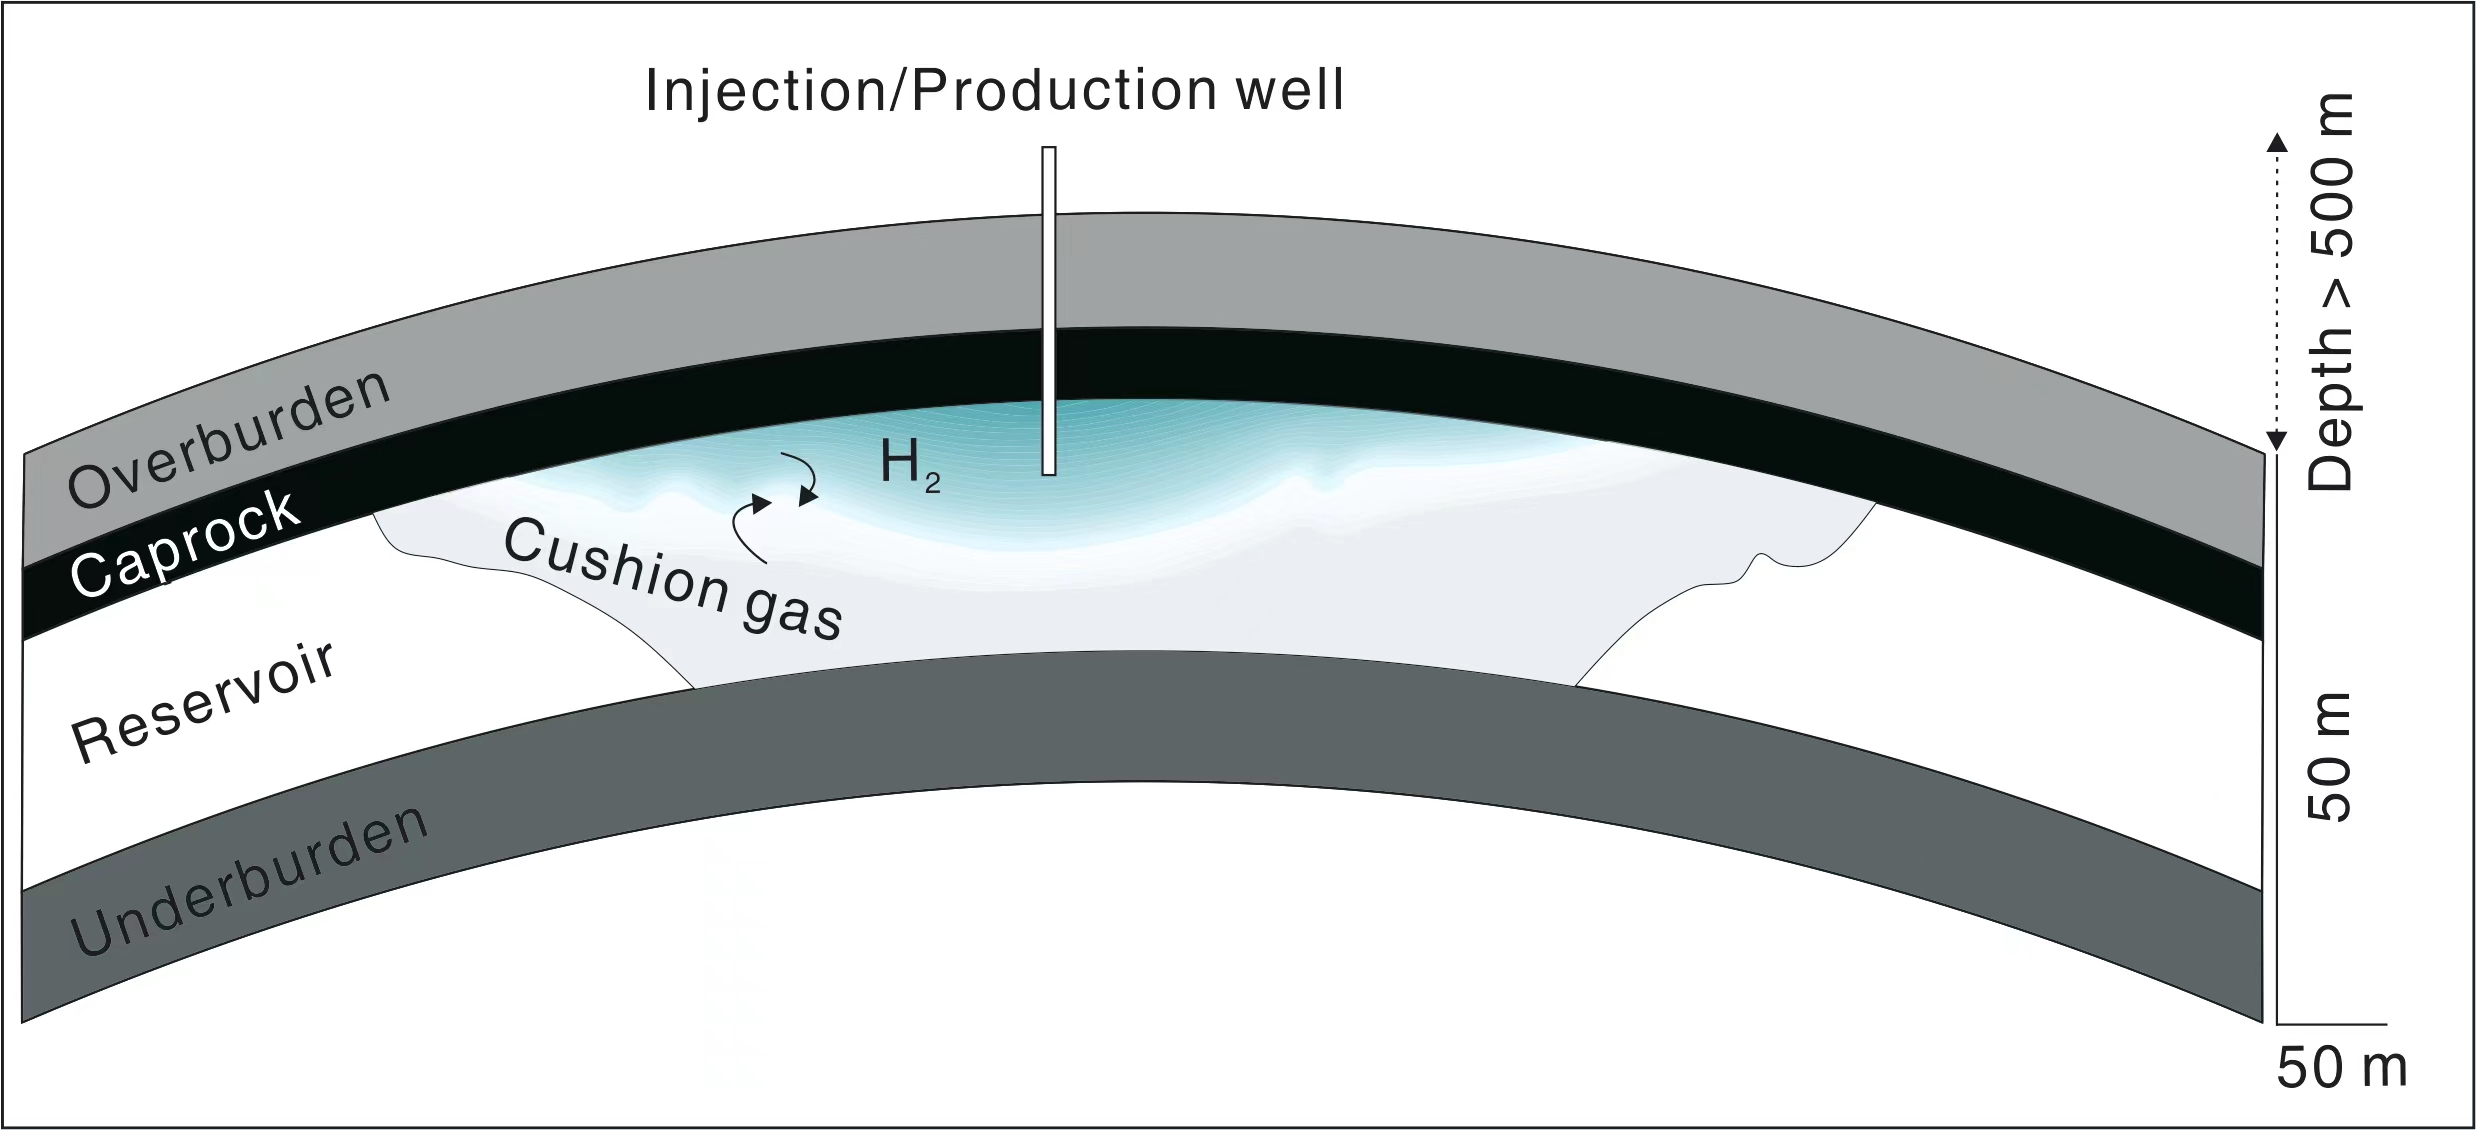 Injection/Production well
Depth > 500 m
Overburden
Caprock
H₂
Cushion gas
Reservoir
50 m
Underburden
50 m